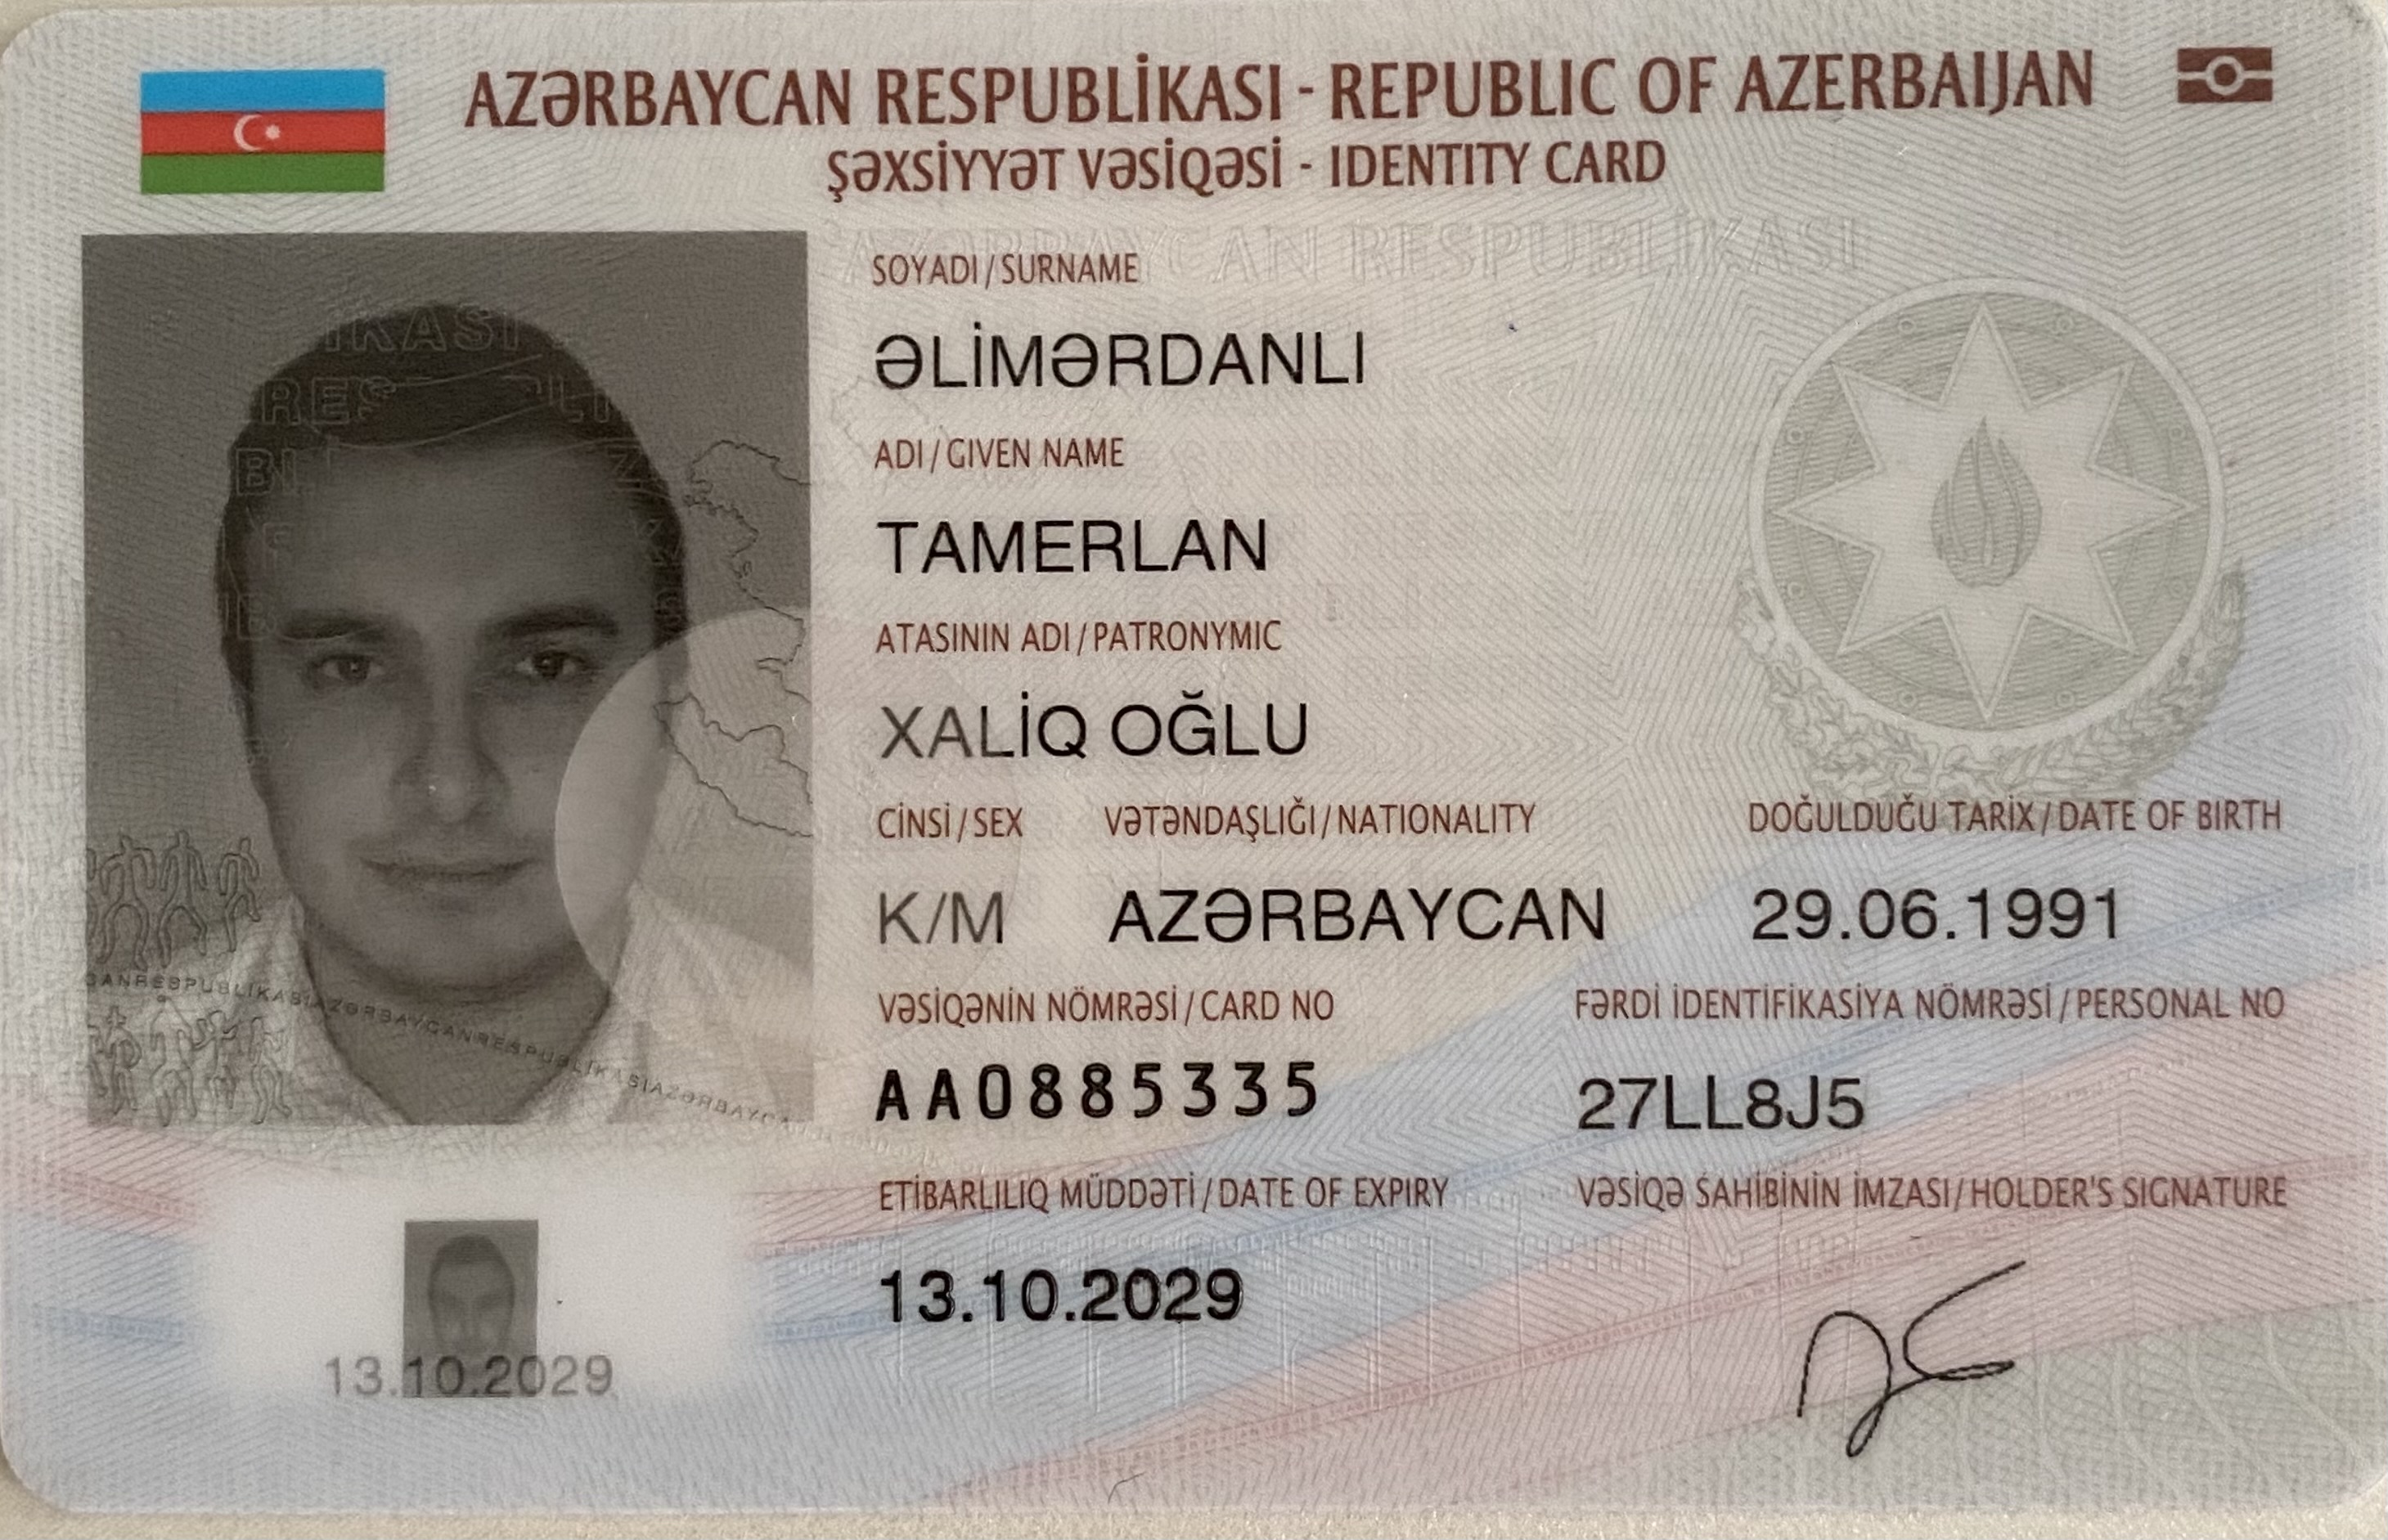 AZƏRBAYCAN RESPUBLİKASI - REPUBLIC OF AZERBAIJAN
ŞƏXSİYYƏT VƏSİQƏSİ - IDENTITY CARD
AZƏRBAYCAN RESPUBLİKASI
SOYADI / SURNAME
ƏLİMƏRDANLI
ADI / GIVEN NAME
TAMERLAN
ATASININ ADI / PATRONYMIC
XALİQ OĞLU
CİNSİ / SEX VƏTƏNDAŞLIĞI / NATIONALITY DOĞULDUĞU TARİX / DATE OF BIRTH
K/M AZƏRBAYCAN 29.06.1991
VƏSİQƏNİN NÖMRƏSİ / CARD NO FƏRDİ İDENTİFİKASİYA NÖMRƏSİ / PERSONAL NO
AA0885335 27LL8J5
ETİBARLILIQ MÜDDƏTİ / DATE OF EXPIRY VƏSİQƏ SAHİBİNİN İMZASI / HOLDER'S SIGNATURE
13.10.2029
13.10.2029